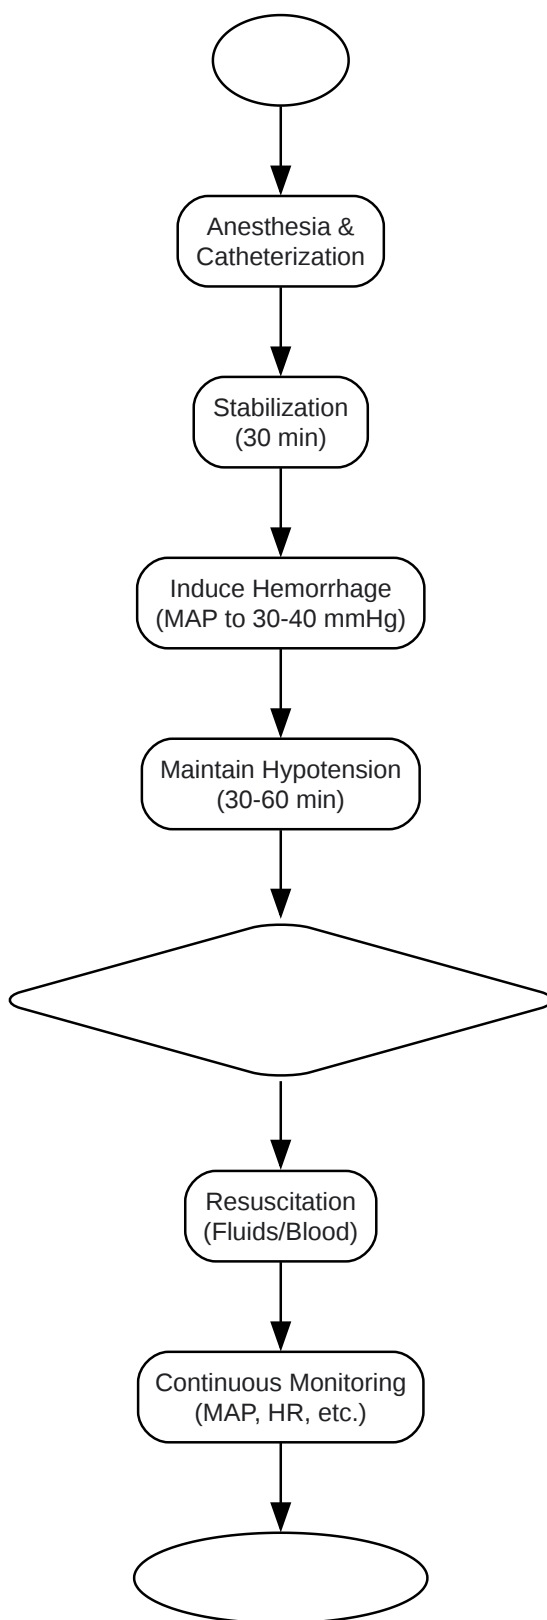 Anesthesia &
Catheterization
Stabilization
(30 min)
Induce Hemorrhage
(MAP to 30-40 mmHg)
Maintain Hypotension
(30-60 min)
Resuscitation
(Fluids/Blood)
Continuous Monitoring
(MAP, HR, etc.)